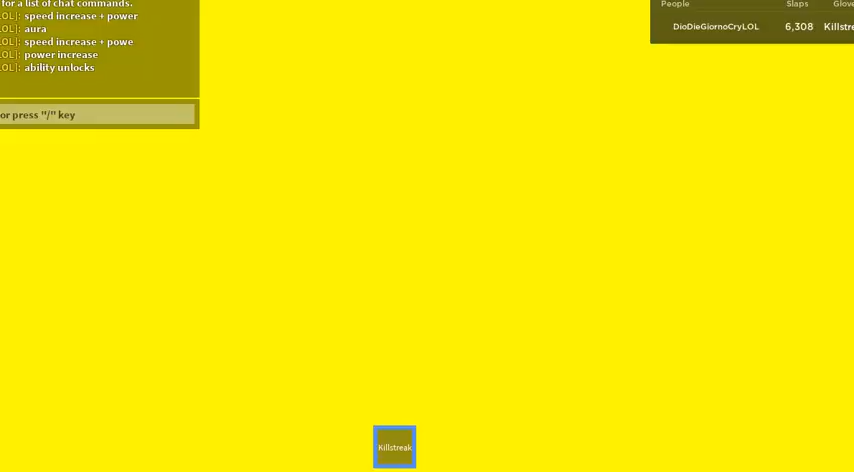 for a list of chat commands.
LOL]: speed increase + power
LOL]: aura
LOL]: speed increase + powe
LOL]: power increase
LOL]: ability unlocks
or press "/" key
People Slaps Glove
DioDieGiornoCryLOL 6,308 Killstre
Killstreak